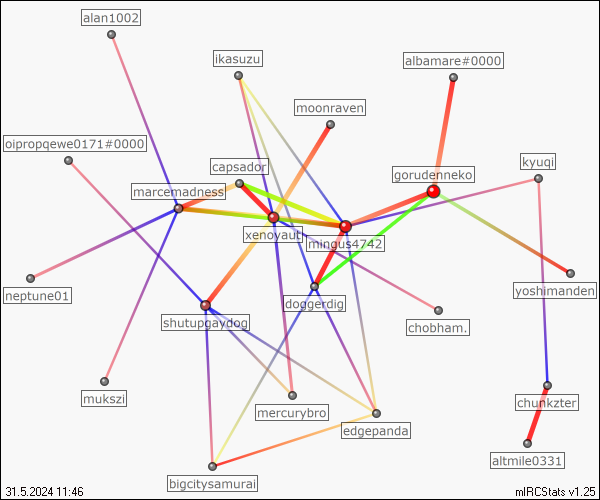 alan1002
ikasuzu
albamare#0000
moonraven
oipropqewe0171#0000
kyuqi
capsador
gorudenneko
marcemadness
xenoyaut
mingus4742
neptune01
doggerdig
yoshimanden
shutupgaydog
chobham.
mukszi
mercurybro
chunkzter
edgepanda
altmile0331
bigcitysamurai
31.5.2024 11:46
mIRCStats v1.25